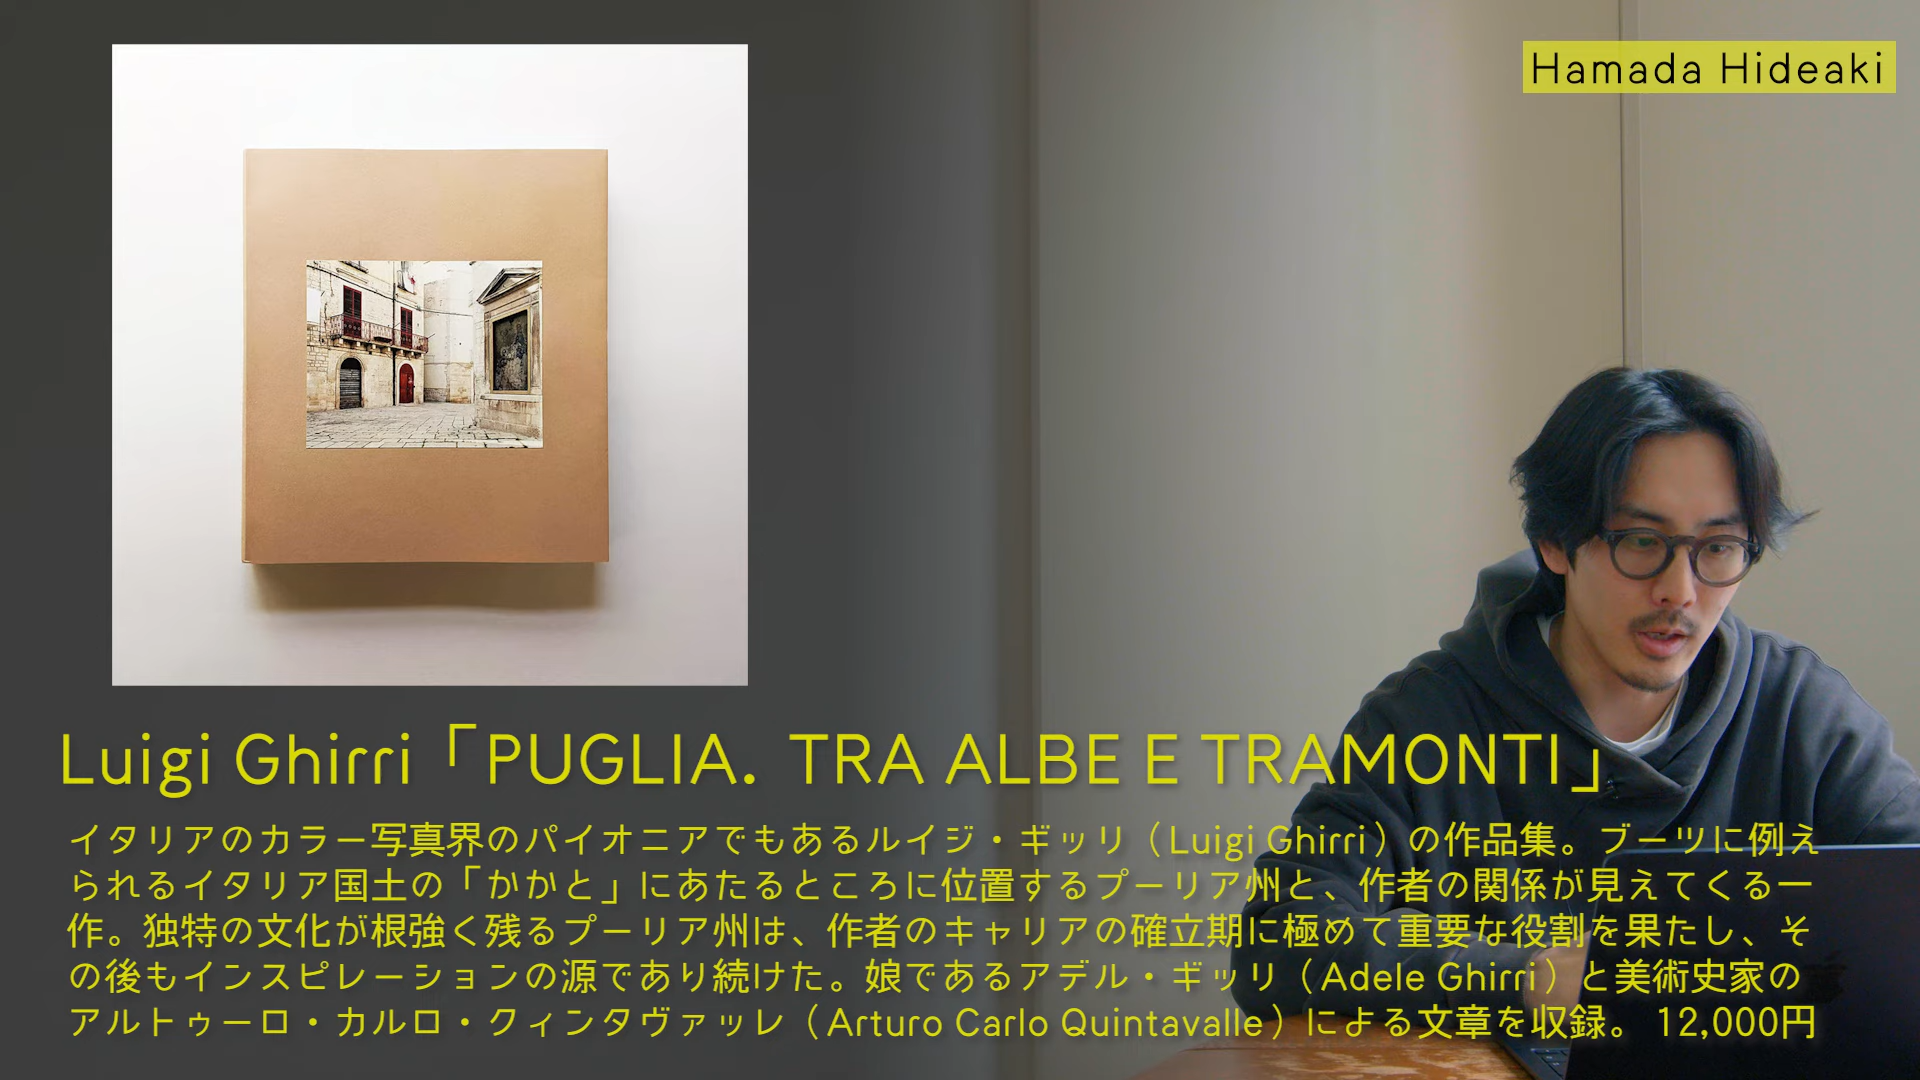 Hamada Hideaki
Luigi Ghirri「PUGLIA. TRA ALBE E TRAMONTI」
イタリアのカラー写真界のパイオニアでもあるルイジ・ギッリ（Luigi Ghirri）の作品集。ブーツに例え
られるイタリア国土の「かかと」にあたるところに位置するプーリア州と、作者の関係が見えてくる一
作。独特の文化が根強く残るプーリア州は、作者のキャリアの確立期に極めて重要な役割を果たし、そ
の後もインスピレーションの源であり続けた。娘であるアデル・ギッリ（Adele Ghirri）と美術史家の
アルトゥーロ・カルロ・クィンタヴァッレ（Arturo Carlo Quintavalle）による文章を収録。 12,000円